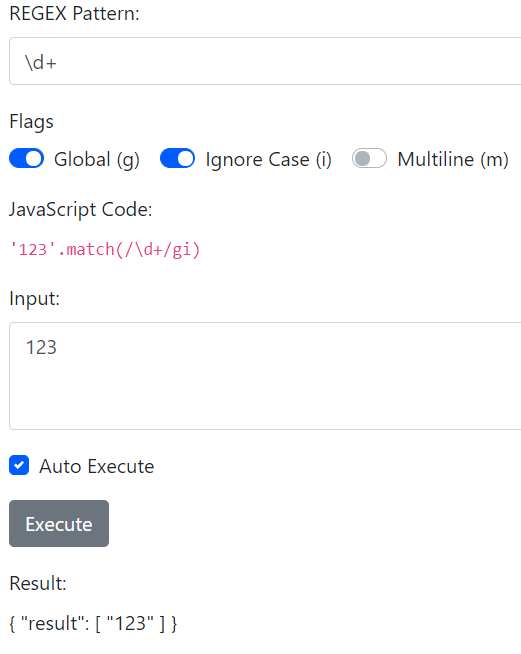 REGEX Pattern:
\d+
Flags
Global (g) Ignore Case (i) Multiline (m)
JavaScript Code:
'123'.match(/\d+/gi)
Input:
123
Auto Execute
Execute
Result:
{ "result": [ "123" ] }